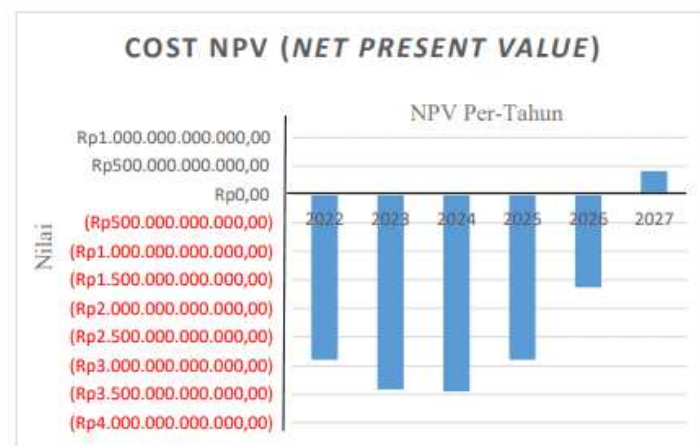 COST NPV (NET PRESENT VALUE)
NPV Per-Tahun
Nilai
Rp1.000.000.000.000,00
Rp500.000.000.000,00
Rp0,00
(Rp500.000.000.000,00)
(Rp1.000.000.000.000,00)
(Rp1.500.000.000.000,00)
(Rp2.000.000.000.000,00)
(Rp2.500.000.000.000,00)
(Rp3.000.000.000.000,00)
(Rp3.500.000.000.000,00)
(Rp4.000.000.000.000,00)
2022 2023 2024 2025 2026 2027